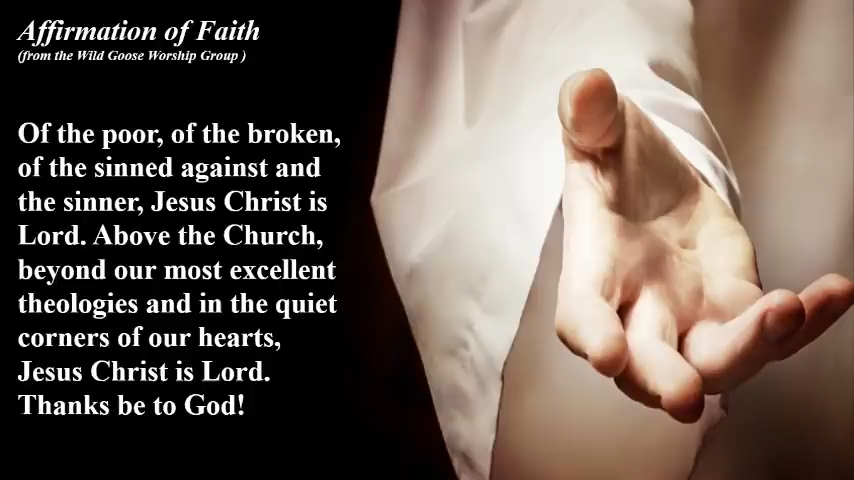 Affirmation of Faith
(from the Wild Goose Worship Group )
Of the poor, of the broken,
of the sinned against and
the sinner, Jesus Christ is
Lord. Above the Church,
beyond our most excellent
theologies and in the quiet
corners of our hearts,
Jesus Christ is Lord.
Thanks be to God!